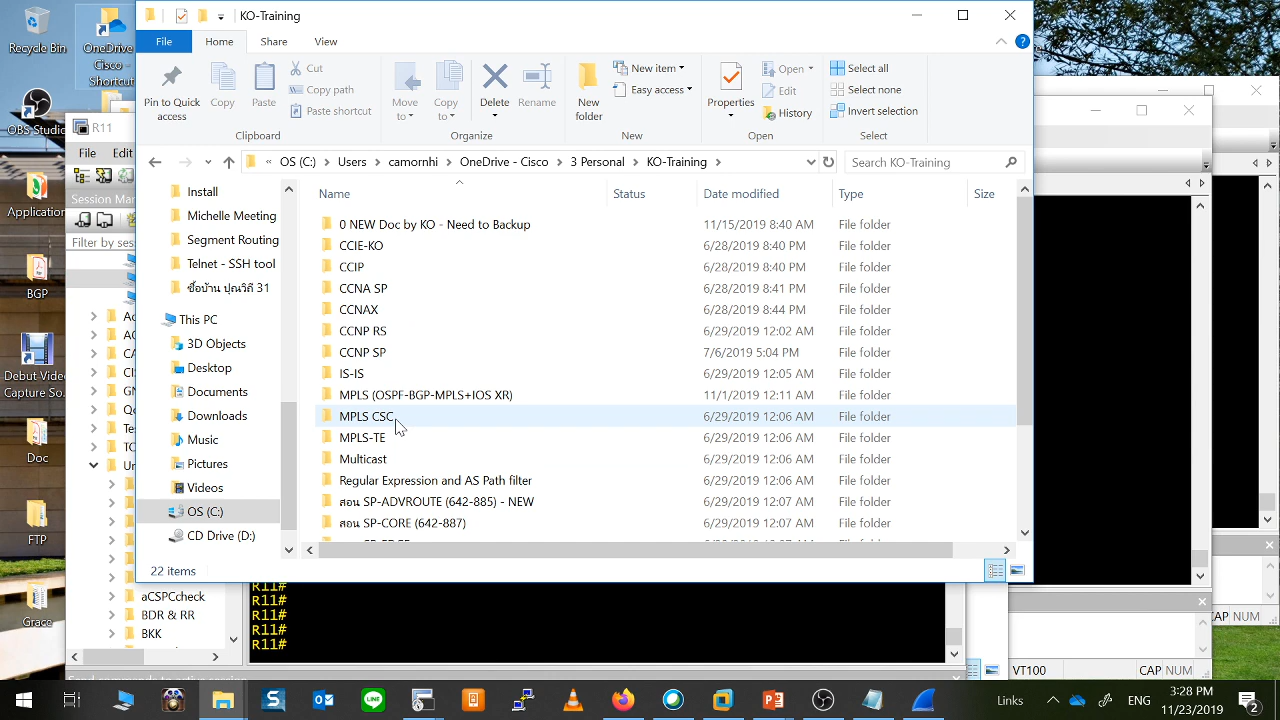 Recycle Bin
OneDrive -
Cisco
Shortcut
OBS Studio
Application
BGP
Debut Video
Capture So...
Doc
FTP
Grace
R11
File Edit
Session Man
Filter by ses
KO-Training
File Home Share View
Pin to Quick
access
Copy
Paste
Cut
Copy path
Paste shortcut
Clipboard
Move
to
Copy
to
Delete
Rename
Organize
New
folder
New item
Easy access
New
Properties
Open
Edit
History
Open
Select all
Select none
Invert selection
Select
« OS (C:) > Users > camornhi > OneDrive - Cisco > 3 Personal > KO-Training >
Search KO-Training
Install
Michelle Meeting
Segment Routing
Telnet - SSH tool
ซื้อบ้าน ปุณวิถี 31
This PC
3D Objects
Desktop
Documents
Downloads
Music
Pictures
Videos
OS (C:)
CD Drive (D:)
Name Status Date modified Type Size
0 NEW Doc by KO - Need to Backup 11/15/2019 8:40 AM File folder
CCIE-KO 6/28/2019 8:40 PM File folder
CCIP 6/28/2019 8:40 PM File folder
CCNA SP 6/28/2019 8:41 PM File folder
CCNAX 6/28/2019 8:44 PM File folder
CCNP RS 6/29/2019 12:02 AM File folder
CCNP SP 7/6/2019 5:04 PM File folder
IS-IS 6/29/2019 12:05 AM File folder
MPLS (OSPF-BGP-MPLS+IOS XR) 11/1/2019 12:11 AM File folder
MPLS CSC 6/29/2019 12:06 AM File folder
MPLS-TE 6/29/2019 12:06 AM File folder
Multicast 6/29/2019 12:06 AM File folder
Regular Expression and AS Path filter 6/29/2019 12:06 AM File folder
สอน SP-ADVROUTE (642-885) - NEW 6/29/2019 12:07 AM File folder
สอน SP-CORE (642-887) 6/29/2019 12:07 AM File folder
22 items
aCSPCcheck
BDR & RR
BKK
R11#
R11#
R11#
R11#
R11#
CAP NUM
VT100 CAP NUM
Links
ENG
3:28 PM
11/23/2019
2